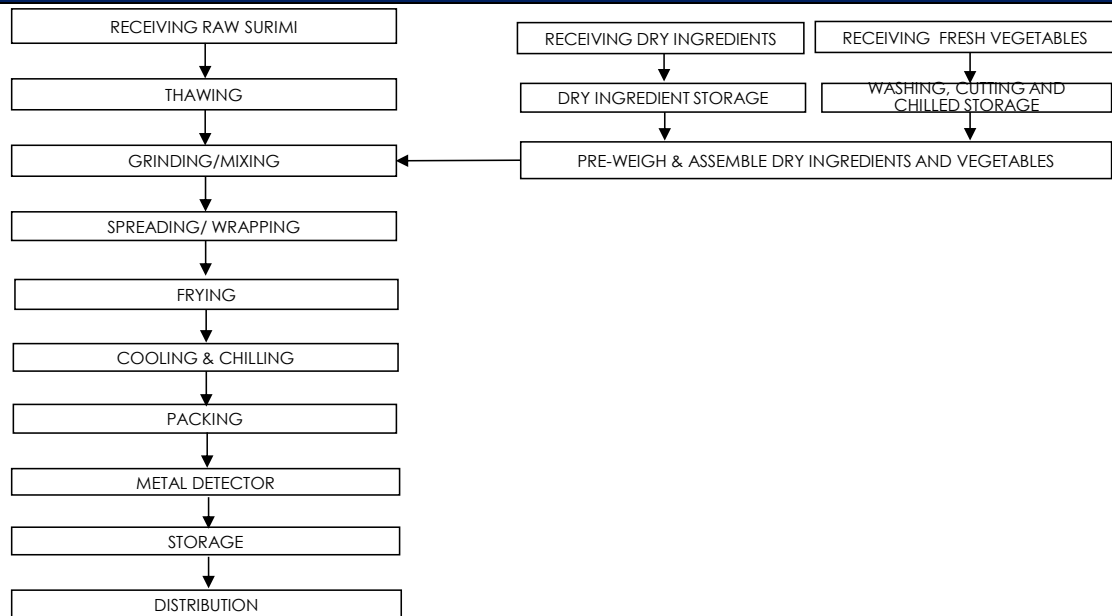 RECEIVING RAW SURIMI
THAWING
GRINDING/MIXING
SPREADING/ WRAPPING
FRYING
COOLING & CHILLING
PACKING
METAL DETECTOR
STORAGE
DISTRIBUTION
RECEIVING DRY INGREDIENTS
DRY INGREDIENT STORAGE
RECEIVING  FRESH VEGETABLES
WASHING, CUTTING AND
CHILLED STORAGE
PRE-WEIGH & ASSEMBLE DRY INGREDIENTS AND VEGETABLES